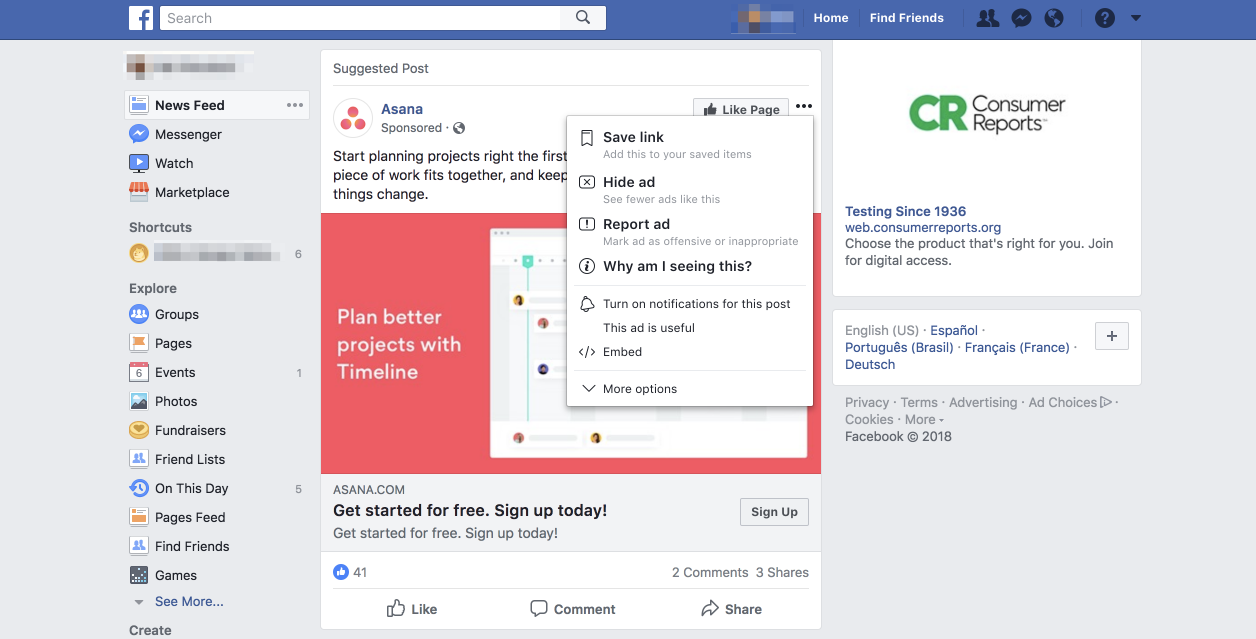 Search
Home
Find Friends
News Feed
Messenger
Watch
Marketplace
Shortcuts
6
Explore
Groups
Pages
6
Events
1
Photos
Fundraisers
Friend Lists
On This Day
5
Pages Feed
Find Friends
Games
See More...
Create
Suggested Post
Asana
Sponsored ·
Like Page
Start planning projects right the first
piece of work fits together, and keep
things change.
Save link
Add this to your saved items
Hide ad
See fewer ads like this
Report ad
Mark ad as offensive or inappropriate
Why am I seeing this?
Turn on notifications for this post
This ad is useful
Embed
More options
Plan better
projects with
Timeline
ASANA.COM
Get started for free. Sign up today!
Get started for free. Sign up today!
Sign Up
41
2 Comments 3 Shares
Like
Comment
Share
CR Consumer
Reports
Testing Since 1936
web.consumerreports.org
Choose the product that's right for you. Join
for digital access.
English (US) · Español ·
Português (Brasil) · Français (France) ·
Deutsch
Privacy · Terms · Advertising · Ad Choices ·
Cookies · More
Facebook © 2018